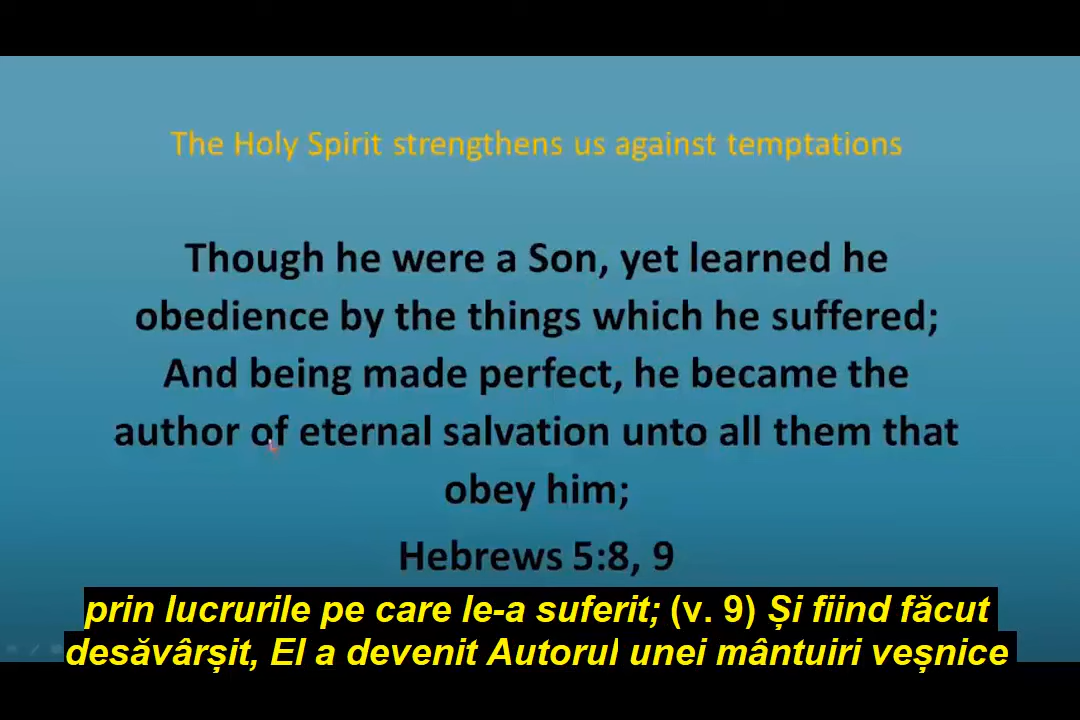 The Holy Spirit strengthens us against temptations
Though he were a Son, yet learned he
obedience by the things which he suffered;
And being made perfect, he became the
author of eternal salvation unto all them that
obey him;
Hebrews 5:8, 9
prin lucrurile pe care le-a suferit; (v. 9) Și fiind făcut
desăvârșit, El a devenit Autorul unei mântuiri veșnice